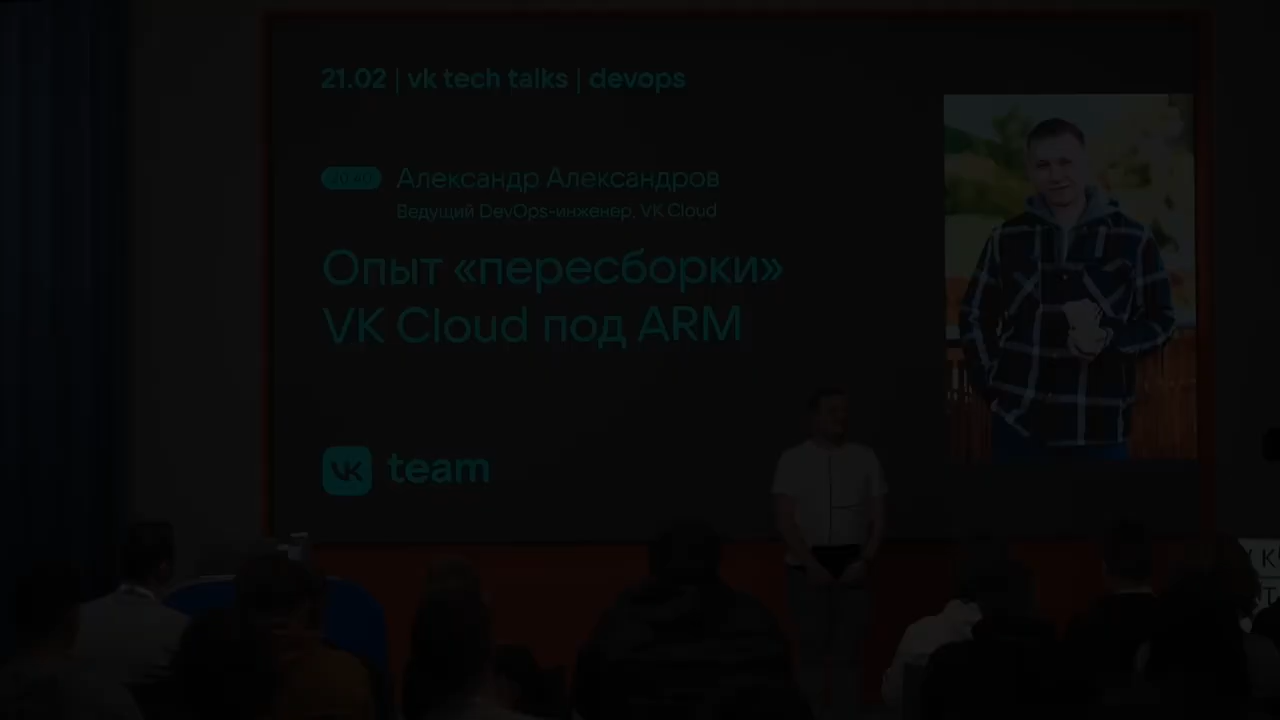 21.02 | vk tech talks | devops
Александр Александров
Ведущий DevOps-инженер, VK Cloud
Опыт «пересборки»
VK Cloud под ARM
VK team